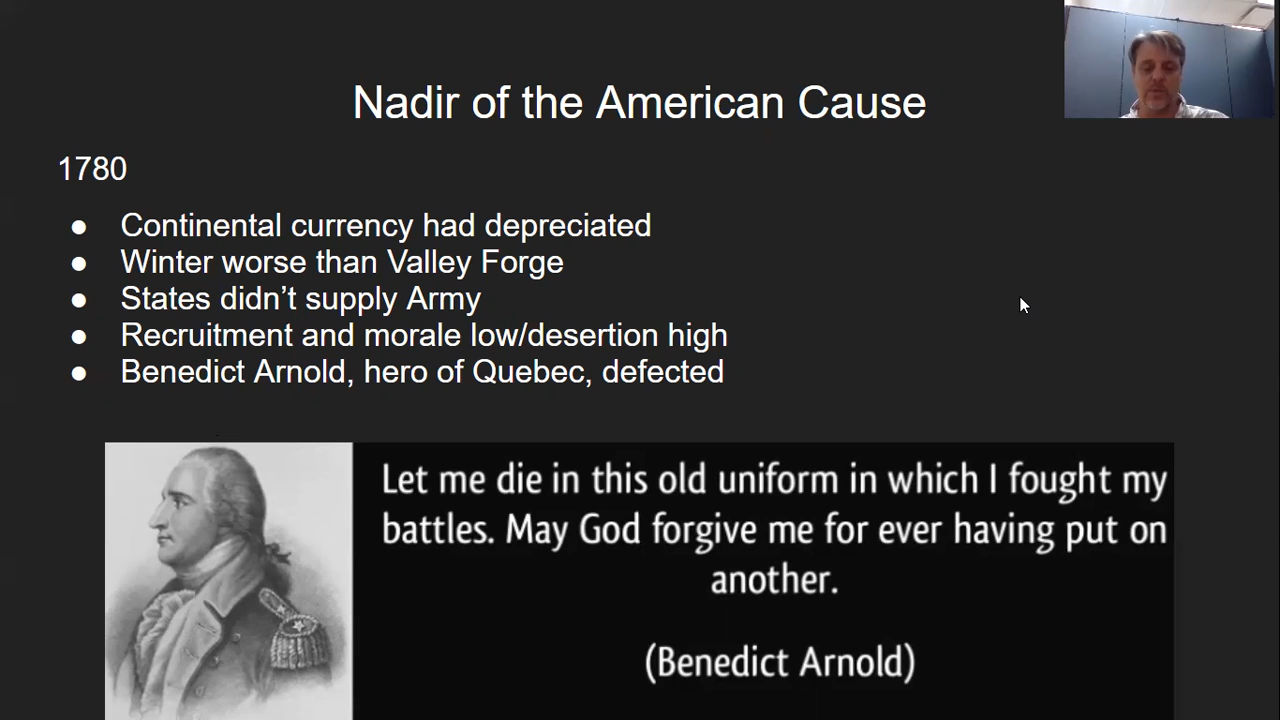 Nadir of the American Cause
1780
● Continental currency had depreciated
● Winter worse than Valley Forge
● States didn’t supply Army
● Recruitment and morale low/desertion high
● Benedict Arnold, hero of Quebec, defected
Let me die in this old uniform in which I fought my
battles. May God forgive me for ever having put on
another.
(Benedict Arnold)